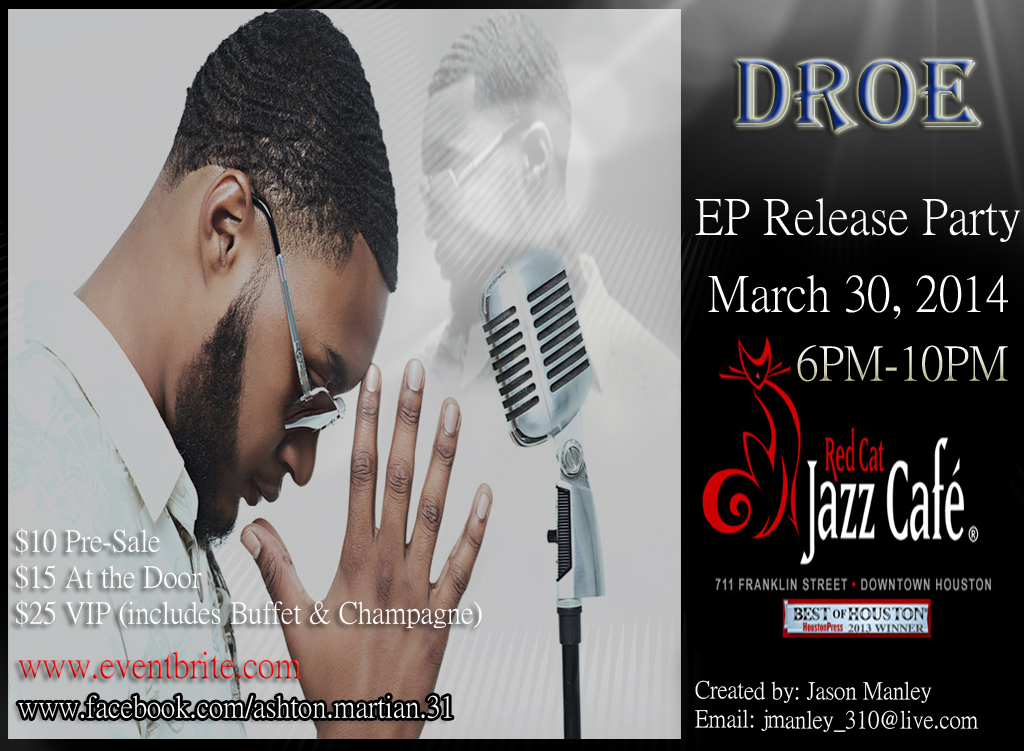 DROE
EP Release Party
March 30, 2014
6PM-10PM
Red Cat
Jazz Café®
711 FRANKLIN STREET • DOWNTOWN HOUSTON
BEST OF HOUSTON
HoustonPress 2013 WINNER
$10 Pre-Sale
$15 At the Door
$25 VIP (includes Buffet & Champagne)
www.eventbrite.com
www.facebook.com/ashton.martian.31
Created by: Jason Manley
Email: jmanley_310@live.com